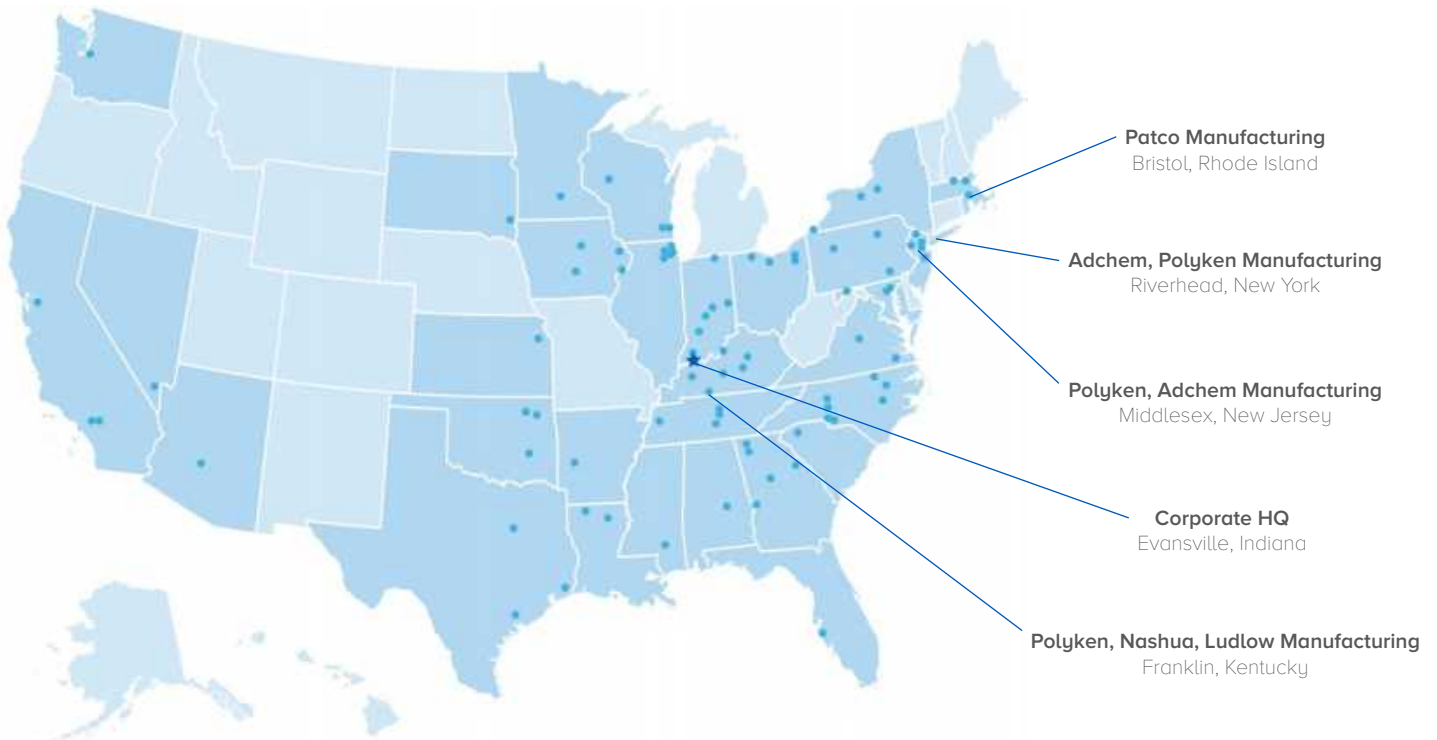 Patco Manufacturing
Bristol, Rhode Island
Adchem, Polyken Manufacturing
Riverhead, New York
Polyken, Adchem Manufacturing
Middlesex, New Jersey
Corporate HQ
Evansville, Indiana
Polyken, Nashua, Ludlow Manufacturing
Franklin, Kentucky